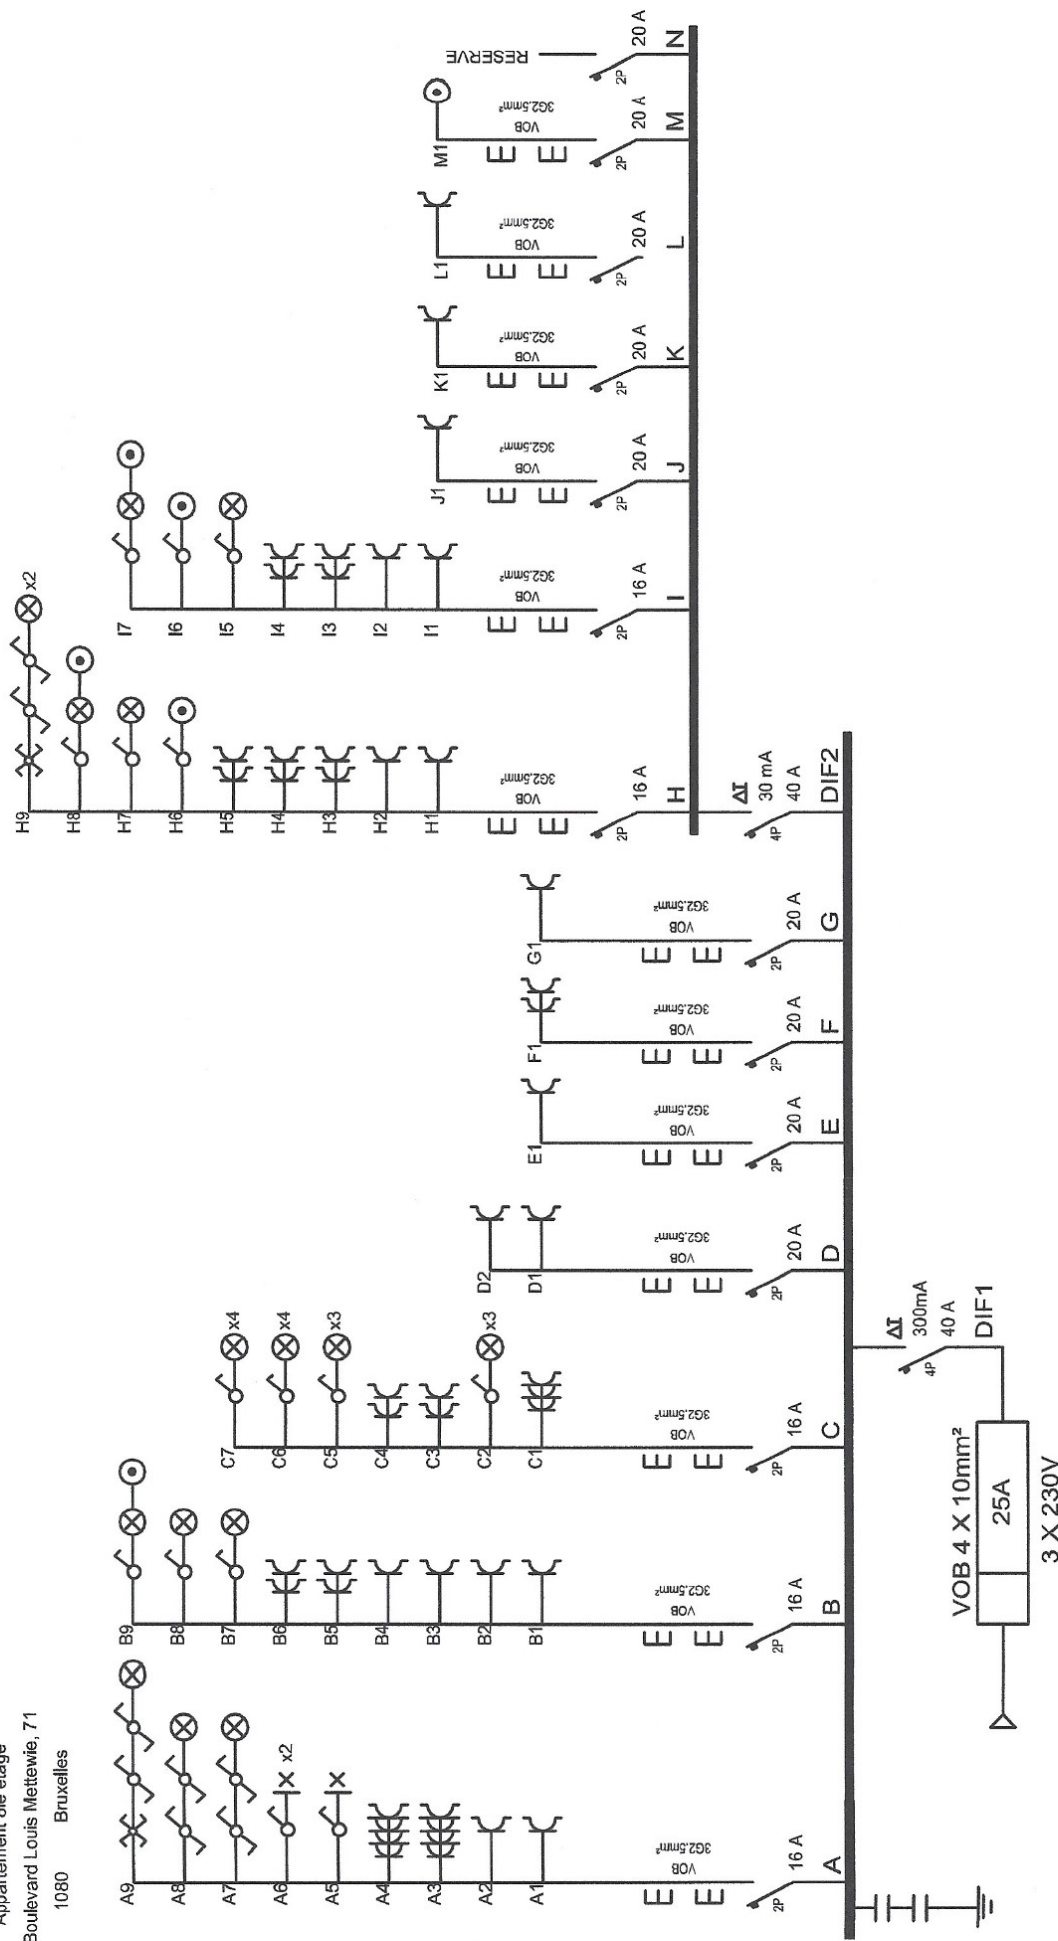 Boulevard Louis Mettewie, 71
1080 Bruxelles
A9
A8
A7
A6 x2
A5
A4
A3
A2
A1
VOB
3G2.5mm²
2P
16 A
A
B9
B8
B7
B6
B5
B4
B3
B2
B1
VOB
3G2.5mm²
2P
16 A
B
C7 x4
C6 x4
C5 x3
C4
C3
C2 x3
C1
VOB
3G2.5mm²
2P
16 A
C
D2
D1
VOB
3G2.5mm²
2P
20 A
D
E1
VOB
3G2.5mm²
2P
20 A
E
F1
VOB
3G2.5mm²
2P
20 A
F
G1
VOB
3G2.5mm²
2P
20 A
G
H9 x2
H8
H7
H6
H5
H4
H3
H2
H1
VOB
3G2.5mm²
2P
16 A
H
ΔI
30 mA
4P
40 A
DIF2
I7
I6
I5
I4
I3
I2
I1
VOB
3G2.5mm²
2P
16 A
I
J1
VOB
3G2.5mm²
2P
20 A
J
K1
VOB
3G2.5mm²
2P
20 A
K
L1
VOB
3G2.5mm²
2P
20 A
L
M1
VOB
3G2.5mm²
2P
20 A
M
RESERVE
2P
20 A
N
ΔI
300mA
4P
40 A
DIF1
VOB 4 X 10mm²
25A
3 X 230V